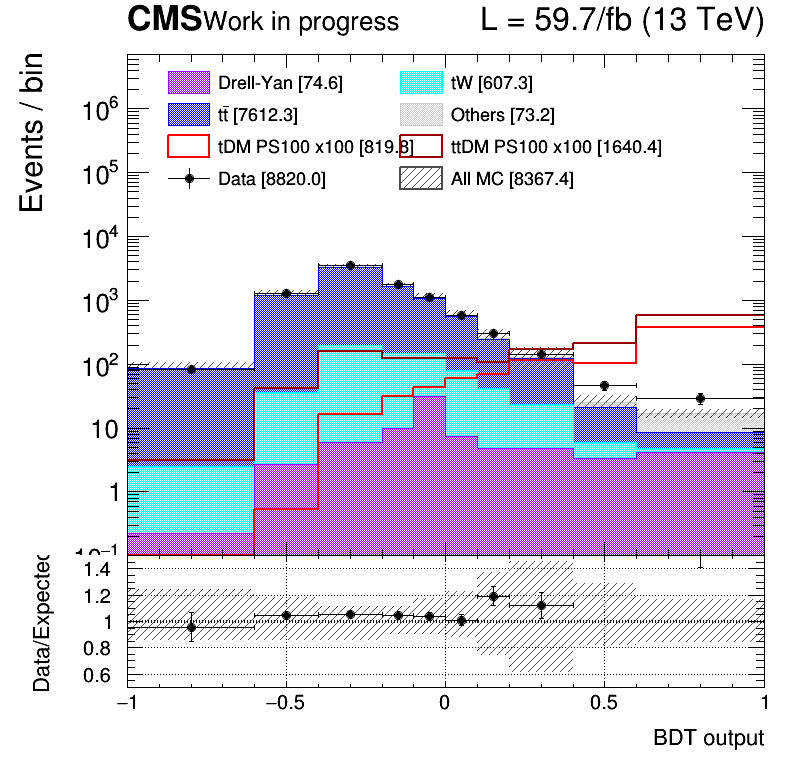 CMS Work in progress L = 59.7/fb (13 TeV)
Events / bin
Drell-Yan [74.6] tW [607.3]
tt̄ [7612.3] Others [73.2]
tDM PS100 x100 [819.8] ttDM PS100 x100 [1640.4]
Data [8820.0] All MC [8367.4]
10⁶
10⁵
10⁴
10³
10²
10
1
10⁻¹
Data/Expected
1.4
1.2
1
0.8
0.6
−1 −0.5 0 0.5 1
BDT output